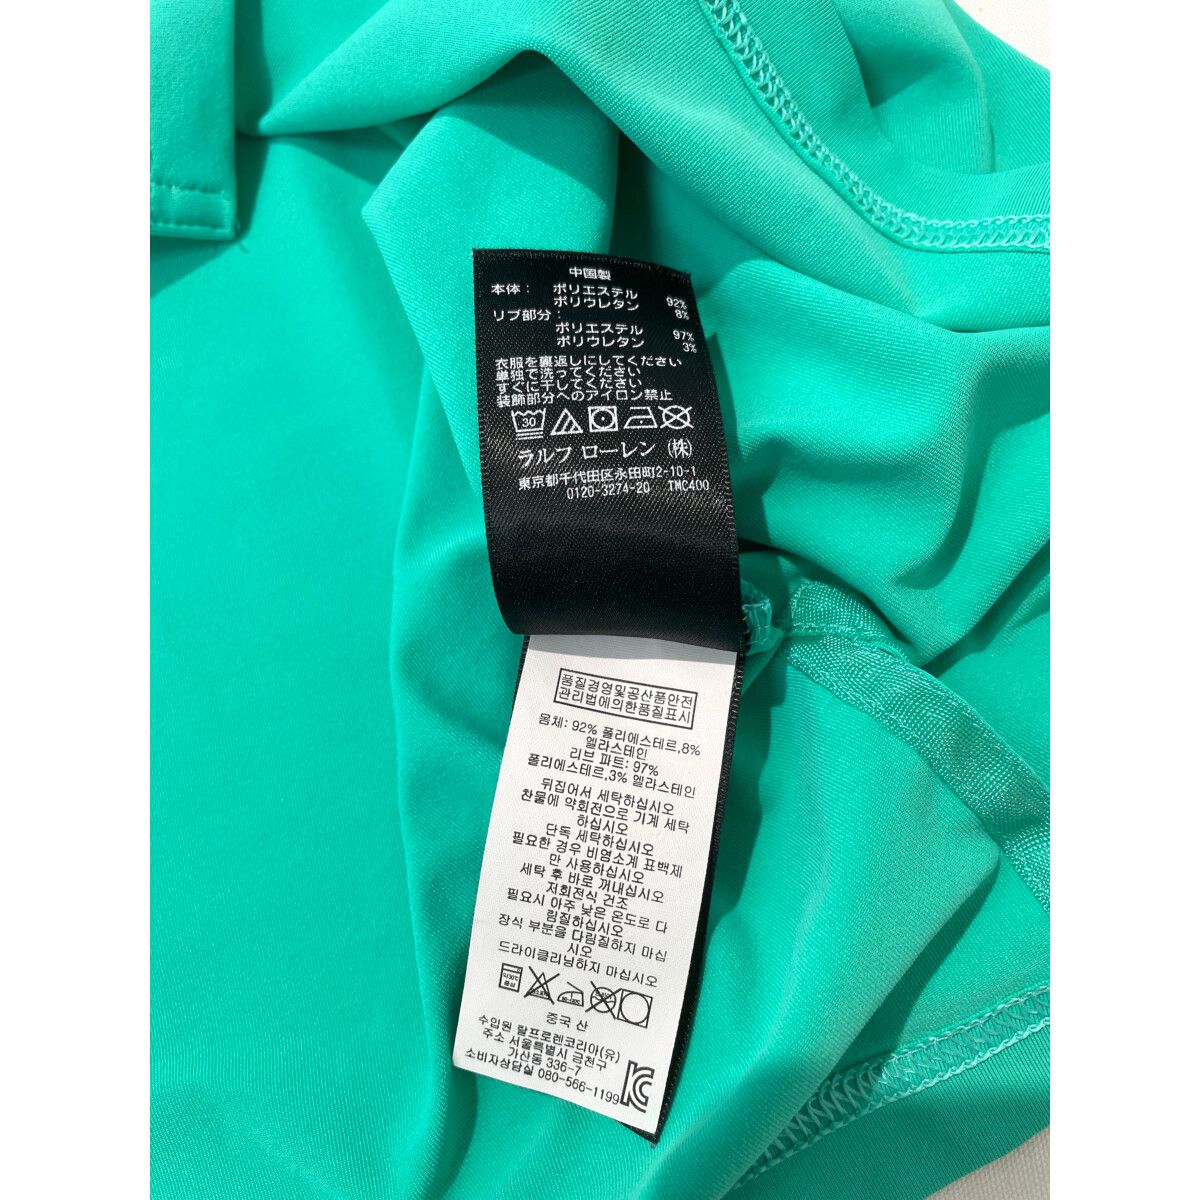 中国製
本体: ポリエステル 92%
ポリウレタン 8%
リブ部分:
ポリエステル 97%
ポリウレタン 3%
衣服を裏返しにしてください
単独で洗ってください
すぐに干してください
装飾部分へのアイロン禁止
30
ラルフ ローレン (株)
東京都千代田区永田町2-10-1
0120-3274-20 TMC400
품질경영및공산품안전
관리법에의한품질표시
몸체: 92% 폴리에스테르,8%
엘라스테인
리브 파트: 97%
폴리에스테르,3% 엘라스테인
뒤집어서 세탁하십시오
찬물에 약회전으로 기계 세탁
하십시오
단독 세탁하십시오
필요한 경우 비염소계 표백제
만 사용하십시오
세탁 후 바로 꺼내십시오
저회전식 건조
필요시 아주 낮은 온도로 다
림질하십시오
장식 부분을 다림질하지 마십
시오
드라이클리닝하지 마십시오
중국 산
수입원 랄프로렌코리아(유)
주소 서울특별시 금천구
가산동 336-7
소비자상담실 080-566-1199